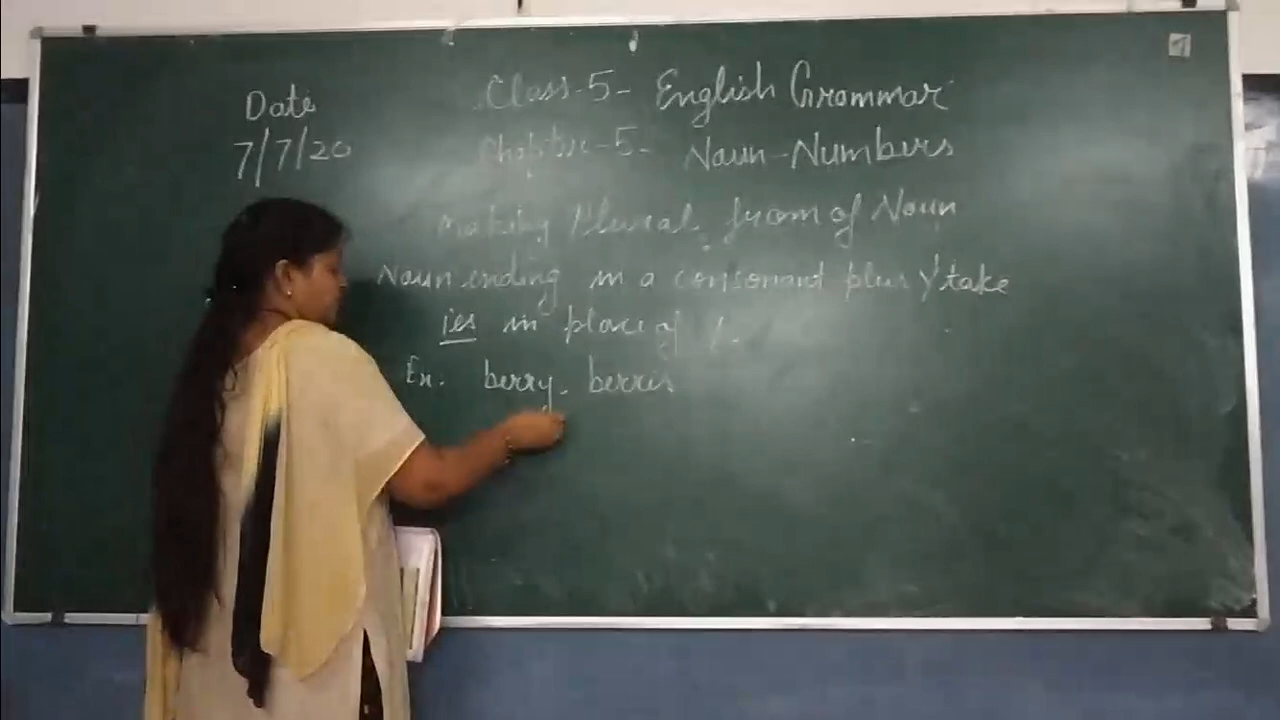 Date
7/7/20
Class-5- English Grammar
Chapter-5- Noun-Numbers
Making Plural from of Noun
Noun ending in a consonant plus 'Y' take
ies in place of Y.
Ex. berry. berries